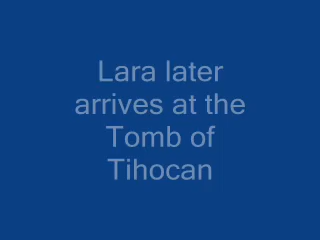 Lara later
arrives at the
Tomb of
Tihocan